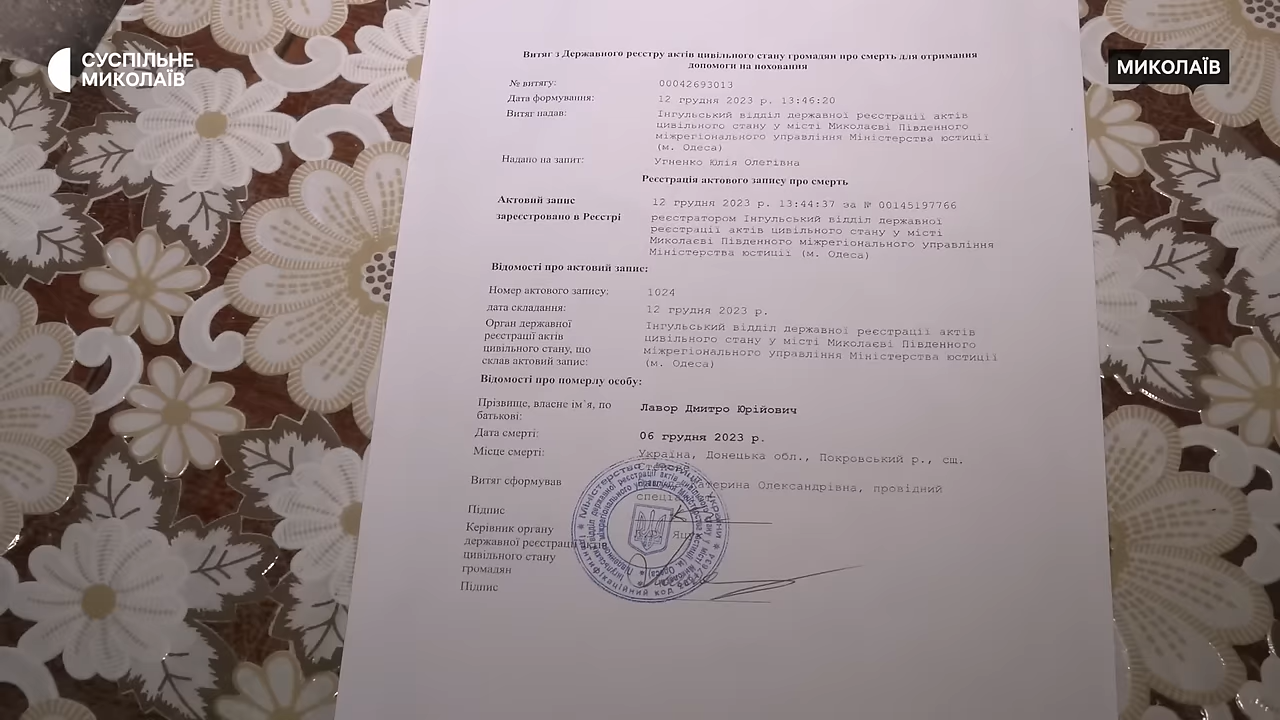 СУСПІЛЬНЕ
МИКОЛАЇВ
МИКОЛАЇВ
Витяг з Державного реєстру актів цивільного стану громадян про смерть для отримання
допомоги на поховання
№ витягу: 00042693013
Дата формування: 12 грудня 2023 р. 13:46:20
Витяг надав: Інгульський відділ державної реєстрації актів
цивільного стану у місті Миколаєві Південного
міжрегіонального управління Міністерства юстиції
(м. Одеса)
Надано на запит: Угненко Юлія Олегівна
Реєстрація актового запису про смерть
Актовий запис 12 грудня 2023 р. 13:44:37 за № 00145197766
зареєстровано в Реєстрі реєстратором Інгульський відділ державної
реєстрації актів цивільного стану у місті
Миколаєві Південного міжрегіонального управління
Міністерства юстиції (м. Одеса)
Відомості про актовий запис:
Номер актового запису: 1024
дата складання: 12 грудня 2023 р.
Орган державної Інгульський відділ державної реєстрації актів
реєстрації актів цивільного стану у місті Миколаєві Південного
цивільного стану, що міжрегіонального управління Міністерства юстиції
склав актовий запис: (м. Одеса)
Відомості про померлу особу:
Прізвище, власне ім`я, по Лавор Дмитро Юрійович
батькові:
Дата смерті: 06 грудня 2023 р.
Місце смерті: Україна, Донецька обл., Покровський р., сщ.
Витяг сформував Олександрівна, провідний
Підпис
Керівник органу
державної реєстрації актів
цивільного стану
громадян
Підпис